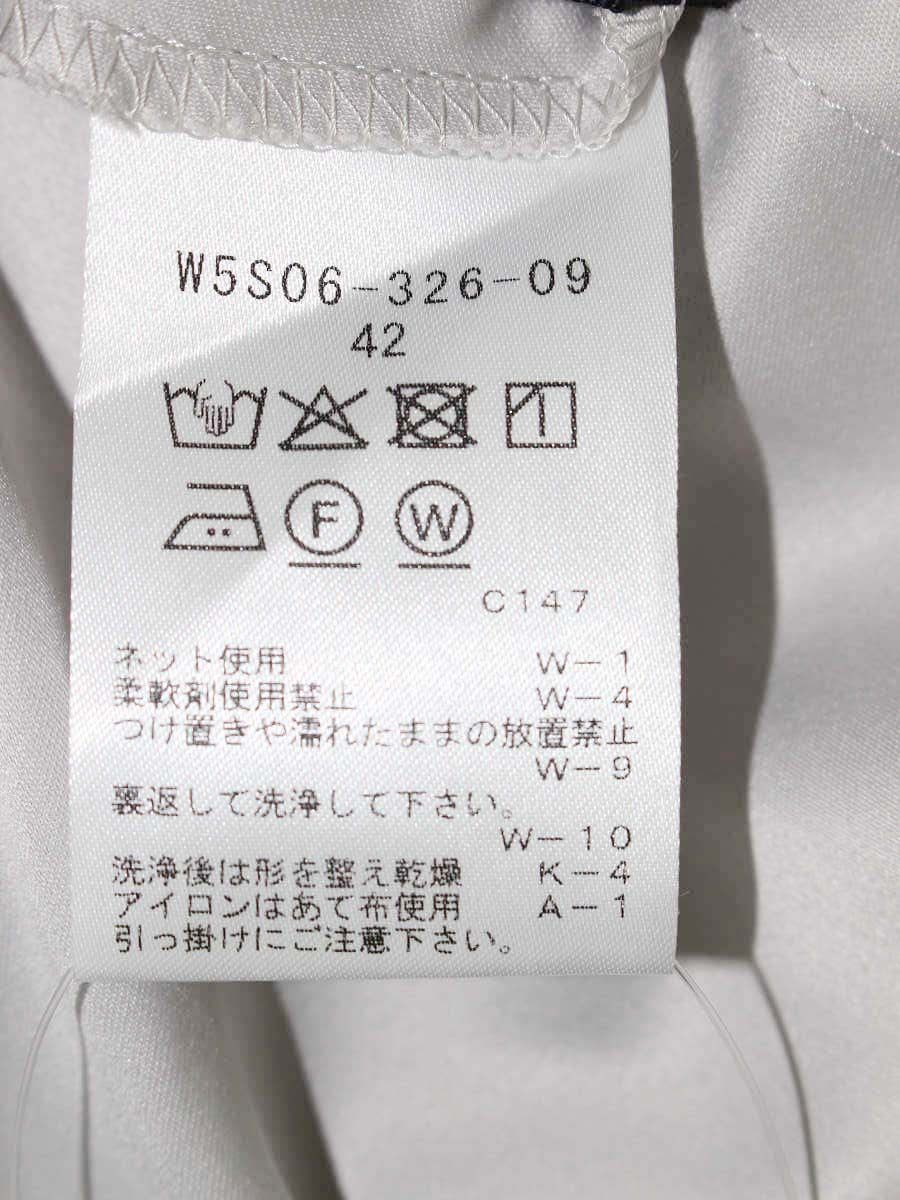 W5S06-326-09
42
F W
C147
ネット使用 W-1
柔軟剤使用禁止 W-4
つけ置きや濡れたままの放置禁止
W-9
裏返して洗浄して下さい。
W-10
洗浄後は形を整え乾燥 K-4
アイロンはあて布使用 A-1
引っ掛けにご注意下さい。